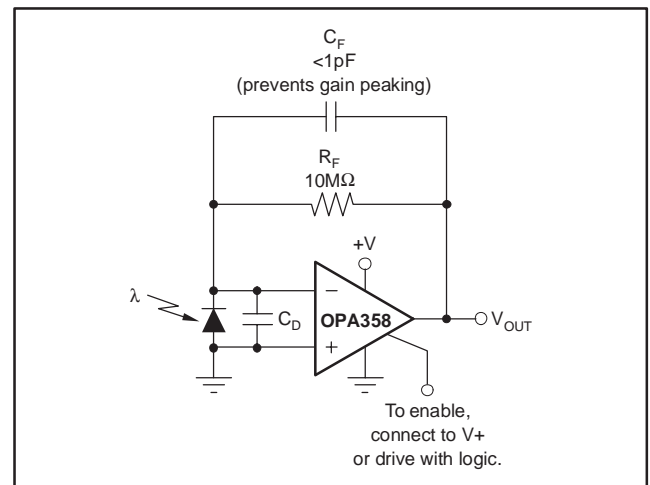 C_F
<1pF
(prevents gain peaking)
R_F
10MΩ
+V
λ
−
OPA358
C_D
+
V_OUT
To enable,
connect to V+
or drive with logic.